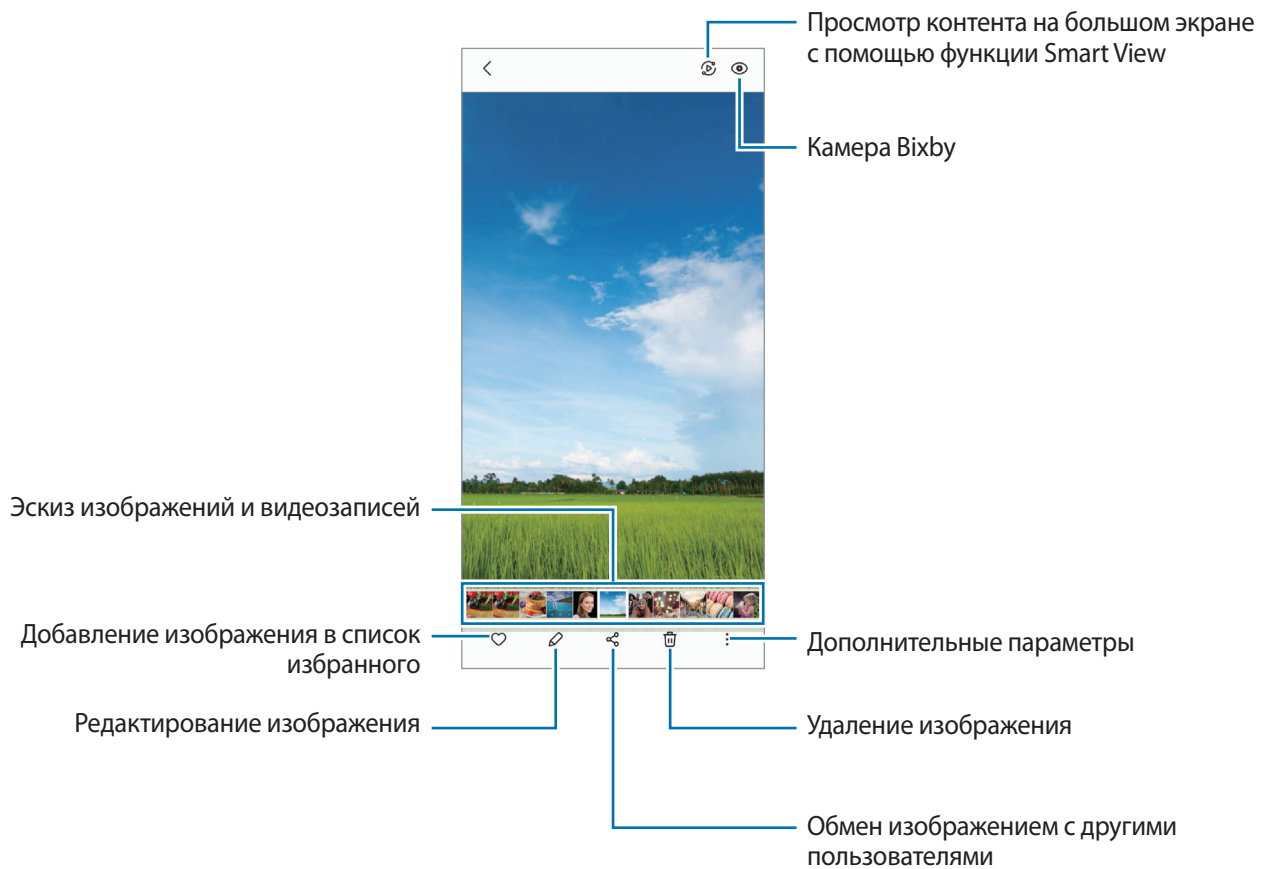 Просмотр контента на большом экране
с помощью функции Smart View
Камера Bixby
Эскиз изображений и видеозаписей
Добавление изображения в список
избранного
Дополнительные параметры
Редактирование изображения
Удаление изображения
Обмен изображением с другими
пользователями